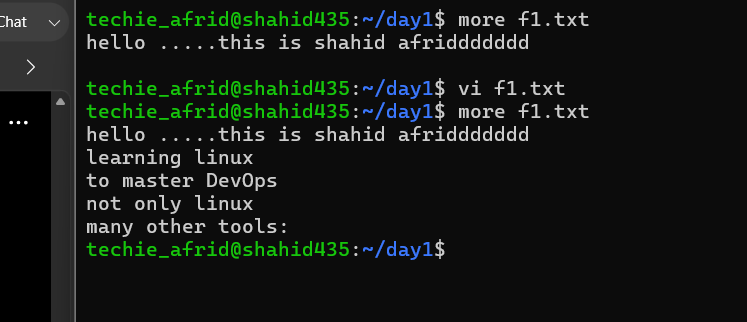 Chat
techie_afrid@shahid435:~/day1$ more f1.txt
hello .....this is shahid afriddddddd
techie_afrid@shahid435:~/day1$ vi f1.txt
techie_afrid@shahid435:~/day1$ more f1.txt
hello .....this is shahid afriddddddd
learning linux
to master DevOps
not only linux
many other tools:
techie_afrid@shahid435:~/day1$